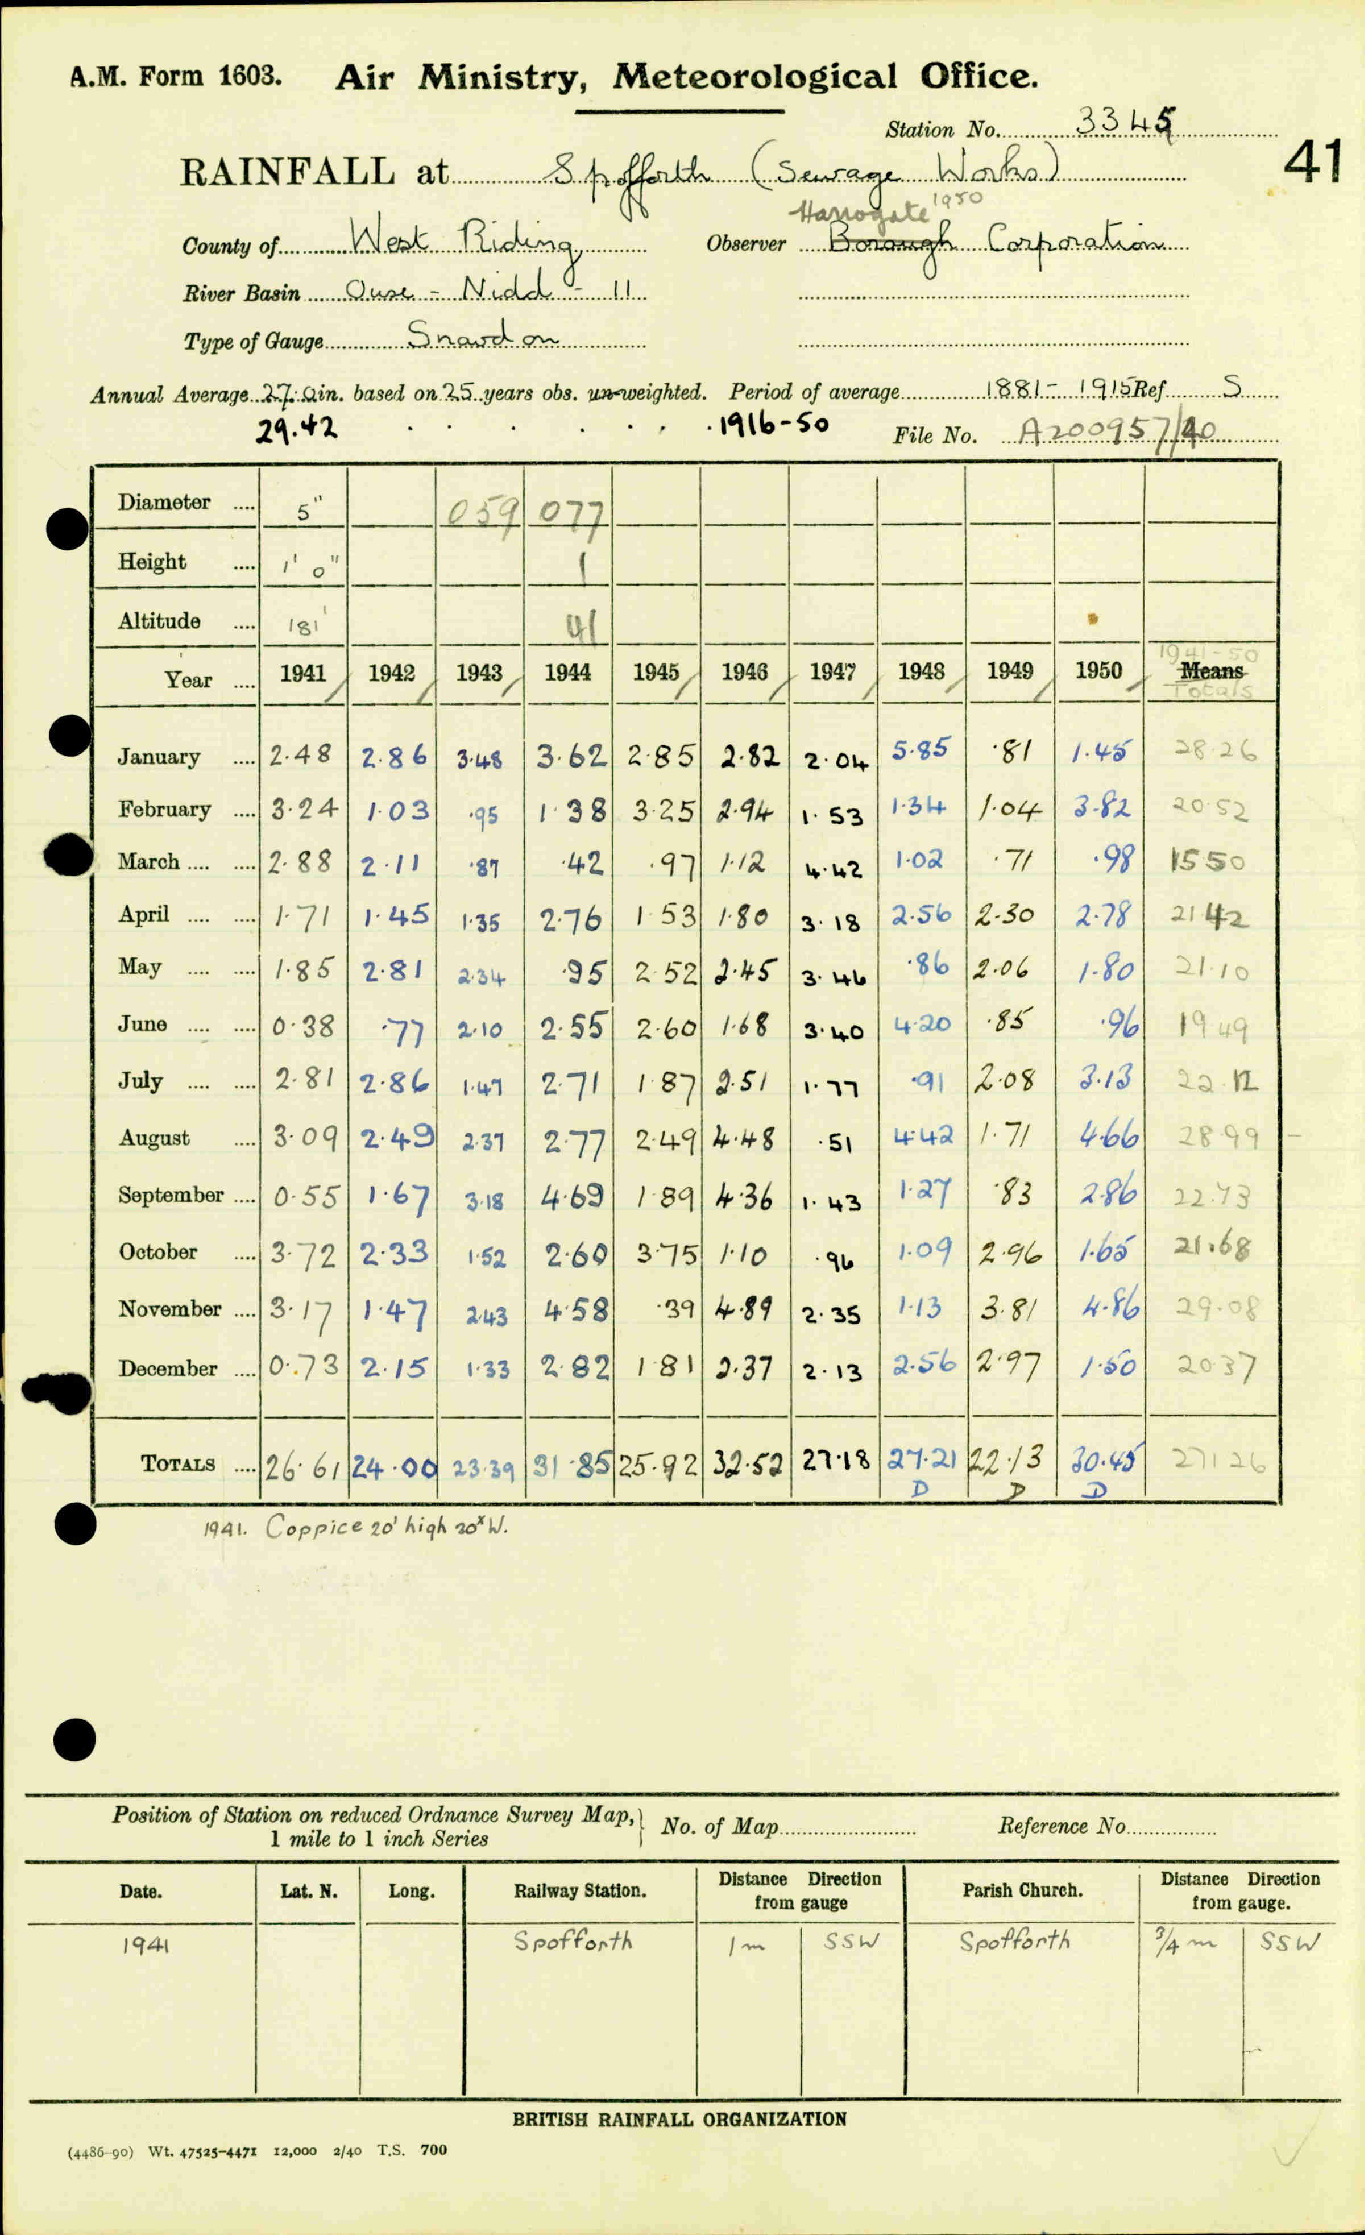 A.M. Form 1603. Air Ministry, Meteorological Office.
Station No. 3345
41
RAINFALL at Spofforth (Sewage Works)
Harrogate 1950
County of West Riding Observer Borough Corporation
River Basin Ouse - Nidd - 11
Type of Gauge Snowdon
Annual Average 27.0 in. based on 25 years obs. un-weighted. Period of average 1881 - 1915 Ref. S
29.42 . . . . . . . 1916-50 File No. A200957/40
Diameter .... 5" 059 077
Height .... 1' 0" 1
Altitude .... 181' 41
1941-50
Year .... 1941 1942 1943 1944 1945 1946 1947 1948 1949 1950 Means
Totals
January .... 2.48 2.86 3.48 3.62 2.85 2.82 2.04 5.85 .81 1.45 28.26
February .... 3.24 1.03 .95 1.38 3.25 2.94 1.53 1.34 1.04 3.82 20.52
March .... .... 2.88 2.11 .87 .42 .97 1.12 4.42 1.02 .71 .98 15.50
April .... .... 1.71 1.45 1.35 2.76 1.53 1.80 3.18 2.56 2.30 2.78 21.42
May .... .... 1.85 2.81 2.34 .95 2.52 2.45 3.46 .86 2.06 1.80 21.10
June .... .... 0.38 .77 2.10 2.55 2.60 1.68 3.40 4.20 .85 .96 19.49
July .... .... 2.81 2.86 1.47 2.71 1.87 2.51 1.77 .91 2.08 3.13 22.12
August .... 3.09 2.49 2.37 2.77 2.49 4.48 .51 4.42 1.71 4.66 28.99 -
September .... 0.55 1.67 3.18 4.69 1.89 4.36 1.43 1.27 .83 2.86 22.73
October .... 3.72 2.33 1.52 2.60 3.75 1.10 .96 1.09 2.96 1.65 21.68
November .... 3.17 1.47 2.43 4.58 .39 4.89 2.35 1.13 3.81 4.86 29.08
December .... 0.73 2.15 1.33 2.82 1.81 2.37 2.13 2.56 2.97 1.50 20.37
TOTALS .... 26.61 24.00 23.39 31.85 25.92 32.52 27.18 27.21 22.13 30.45 271.26
D D D
1941. Coppice 20' high 20x W.
Position of Station on reduced Ordnance Survey Map, No. of Map Reference No.
1 mile to 1 inch Series
Date. Lat. N. Long. Railway Station. Distance from gauge Direction Parish Church. Distance from gauge. Direction
1941 Spofforth 1 m SSW Spofforth 3/4 m SSW
BRITISH RAINFALL ORGANIZATION
(4486-90) Wt. 47525-4471 12,000 2/40 T.S. 700